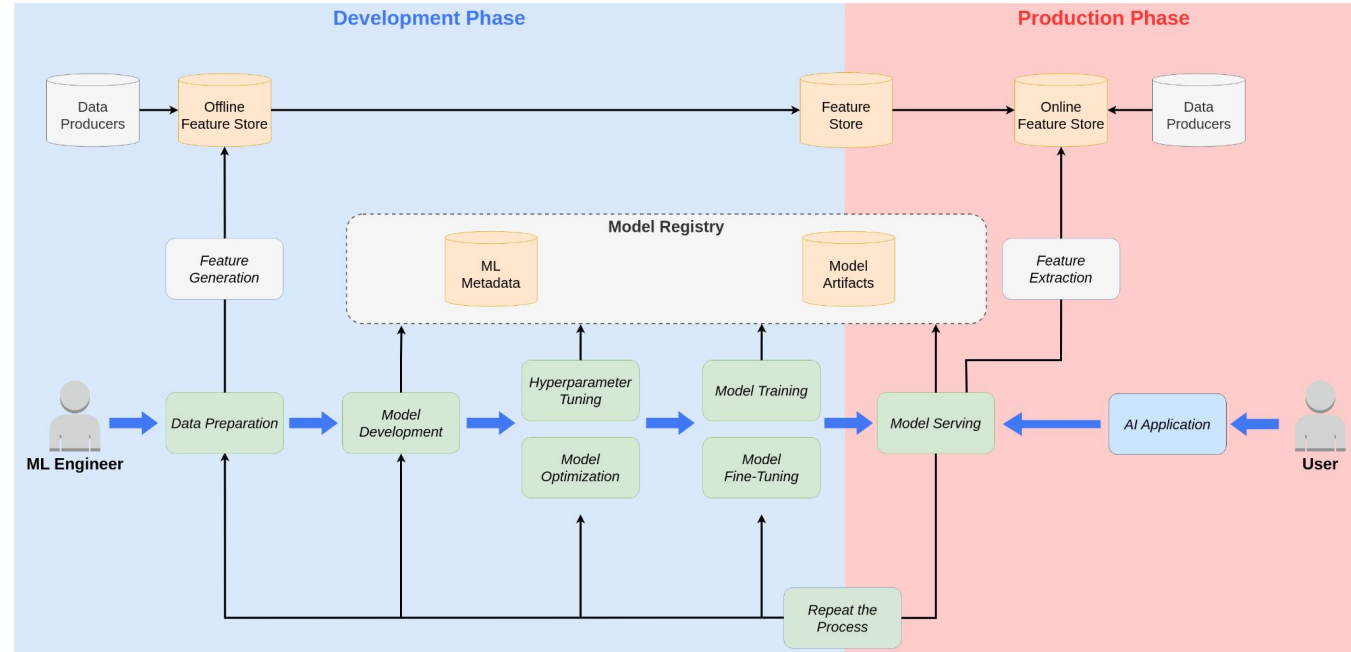 Development Phase
Production Phase
Data
Producers
Offline
Feature Store
Feature
Store
Online
Feature Store
Data
Producers
Model Registry
Feature
Generation
ML
Metadata
Model
Artifacts
Feature
Extraction
Hyperparameter
Tuning
Model Training
Data Preparation
Model
Development
Model Serving
AI Application
ML Engineer
Model
Optimization
Model
Fine-Tuning
User
Repeat the
Process